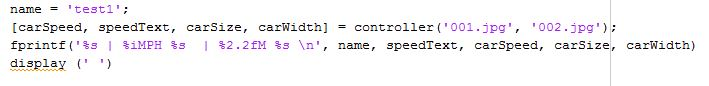 name = 'test1';
[carSpeed, speedText, carSize, carWidth] = controller('001.jpg', '002.jpg');
fprintf('%s | %iMPH %s  | %2.2fM %s \n', name, speedText, carSpeed, carSize, carWidth)
display (' ')